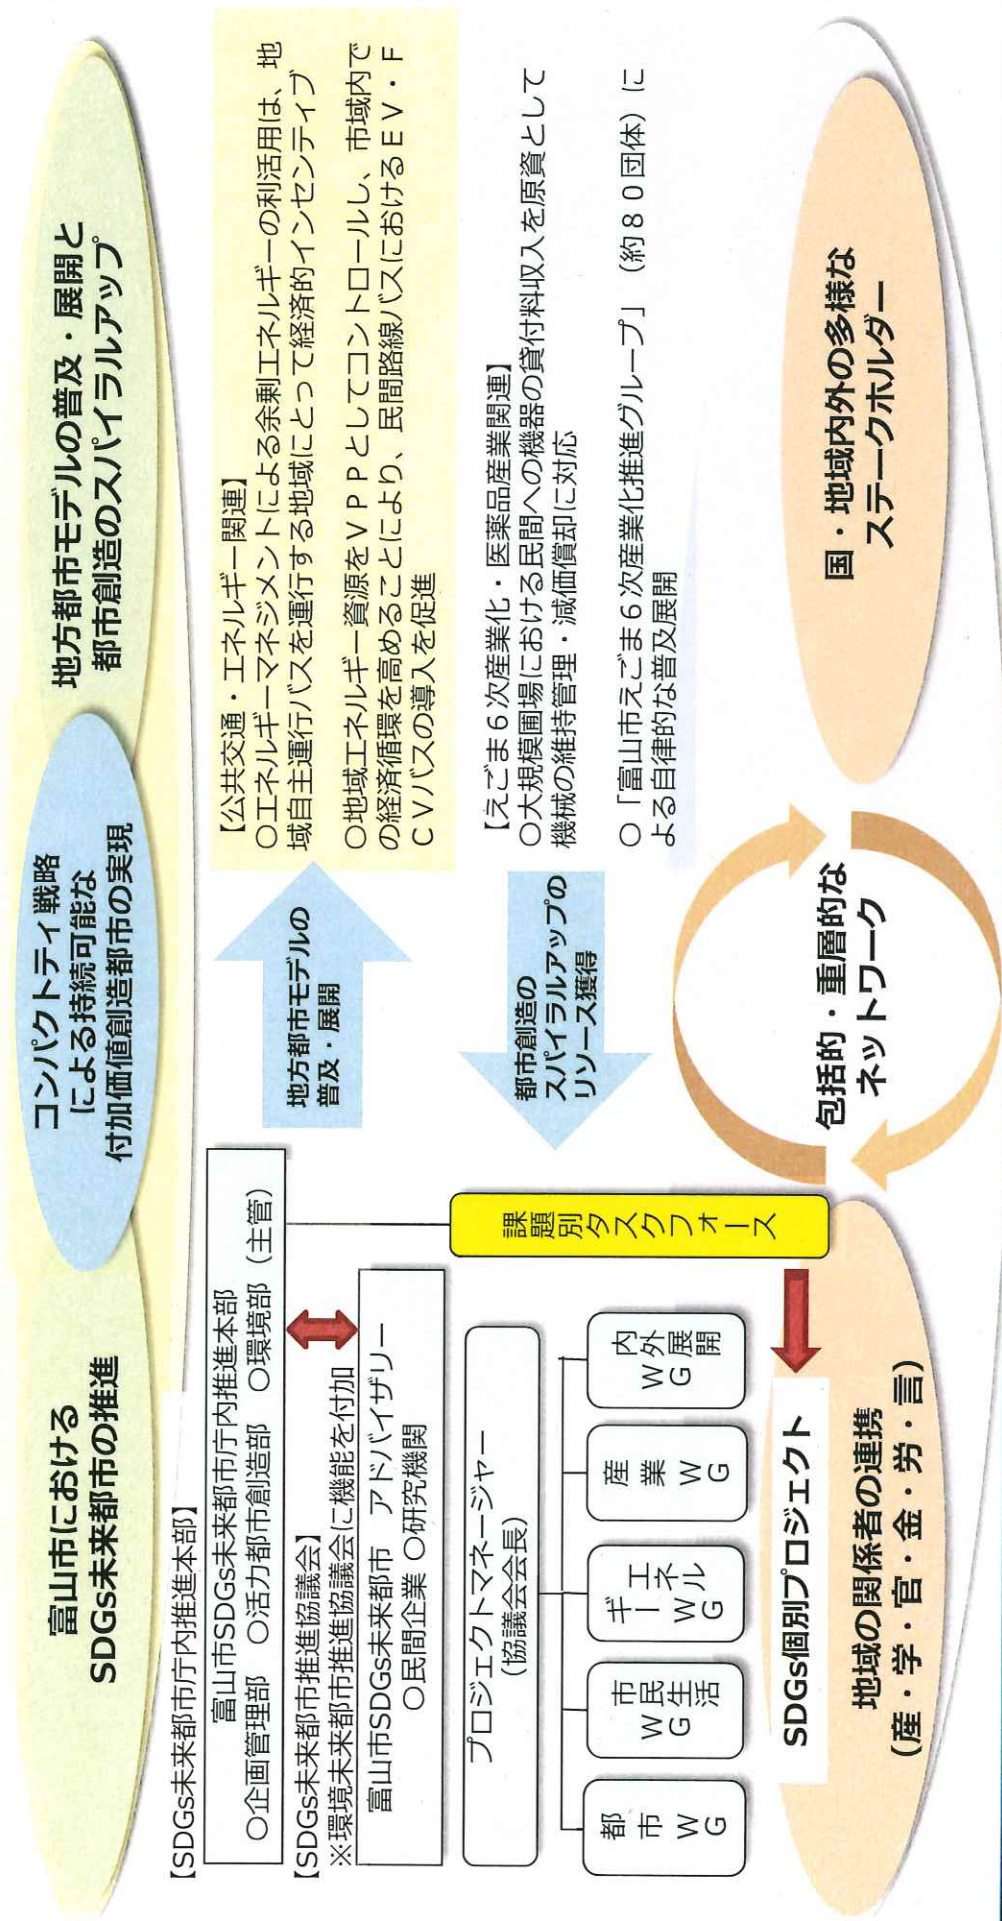 富山市における
SDGs未来都市の推進
コンパクトティ戦略
による持続可能な
付加価値創造都市の実現
地方都市モデルの普及・展開と
都市創造のスパイラルアップ
【SDGs未来都市庁内推進本部】
富山市SDGs未来都市庁内推進本部
○企画管理部 ○活力都市創造部 ○環境部（主管）
【SDGs未来都市推進協議会】
※環境未来都市推進協議会に機能を付加
富山市SDGs未来都市 アドバイザリー
○民間企業 ○研究機関
プロジェクトマネージャー
（協議会会長）
都市WG
市民生活WG
エネルギーWG
産業WG
内外展開WG
課題別タスクフォース
SDGs個別プロジェクト
地域の関係者の連携
（産・学・官・金・労・言）
地方都市モデルの
普及・展開
都市創造の
スパイラルアップの
リソース獲得
【公共交通・エネルギー関連】
○エネルギーマネジメントによる余剰エネルギーの利活用は、地
域自主運行バスを運行する地域にとって経済的インセンティブ
○地域エネルギー資源をVPPとしてコントロールし、市域内で
の経済循環を高めることにより、民間路線バスにおけるEV・F
CVバスの導入を促進
【えごま6次産業化・医薬品産業関連】
○大規模圃場における民間への機器の貸付料収入を原資として
機械の維持管理・減価償却に対応
○「富山市えごま6次産業化推進グループ」（約80団体）に
よる自律的な普及展開
包括的・重層的な
ネットワーク
国・地域内外の多様な
ステークホルダー